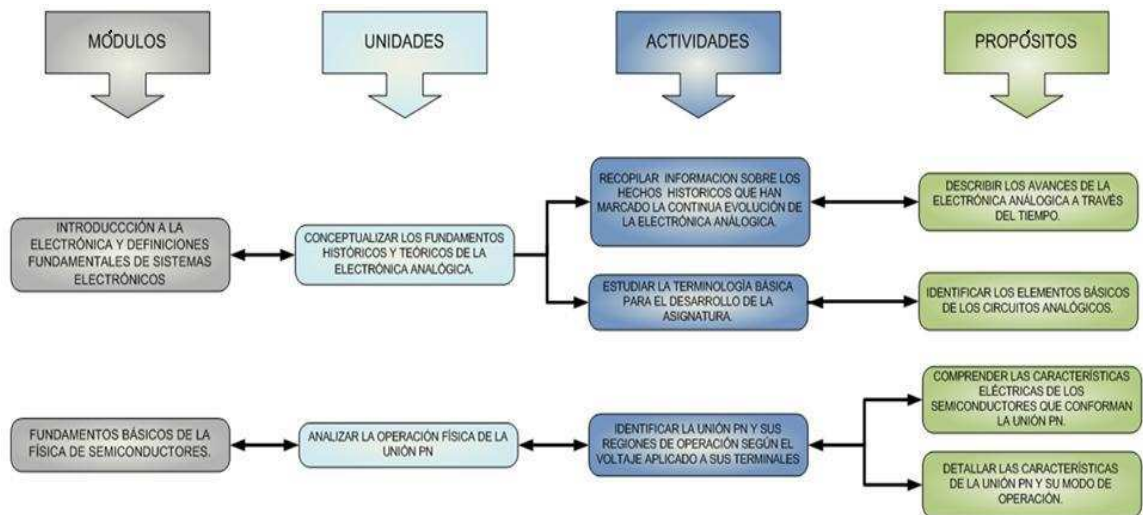 MÓDULOS
UNIDADES
ACTIVIDADES
PROPÓSITOS
INTRODUCCCIÓN A LA
ELECTRÓNICA Y DEFINICIONES
FUNDAMENTALES DE SISTEMAS
ELECTRÓNICOS
CONCEPTUALIZAR LOS FUNDAMENTOS
HISTÓRICOS Y TEÓRICOS DE LA
ELECTRÓNICA ANALÓGICA.
RECOPILAR INFORMACION SOBRE LOS
HECHOS HISTORICOS QUE HAN
MARCADO LA CONTINUA EVOLUCIÓN DE
LA ELECTRÓNICA ANÁLOGICA.
DESCRIBIR LOS AVANCES DE LA
ELECTRÓNICA ANÁLOGICA A TRAVÉS
DEL TIEMPO.
ESTUDIAR LA TERMINOLOGÍA BÁSICA
PARA EL DESARROLLO DE LA
ASIGNATURA.
IDENTIFICAR LOS ELEMENTOS BÁSICOS
DE LOS CIRCUITOS ANALÓGICOS.
FUNDAMENTOS BÁSICOS DE LA
FÍSICA DE SEMICONDUCTORES.
ANALIZAR LA OPERACIÓN FÍSICA DE LA
UNIÓN PN
IDENTIFICAR LA UNIÓN PN Y SUS
REGIONES DE OPERACIÓN SEGÚN EL
VOLTAJE APLICADO A SUS TERMINALES
COMPRENDER LAS CARACTERÍSTICAS
ELÉCTRICAS DE LOS
SEMICONDUCTORES QUE CONFORMAN
LA UNIÓN PN.
DETALLAR LAS CARACTERÍSTICAS
DE LA UNIÓN PN Y SU MODO DE
OPERACIÓN.